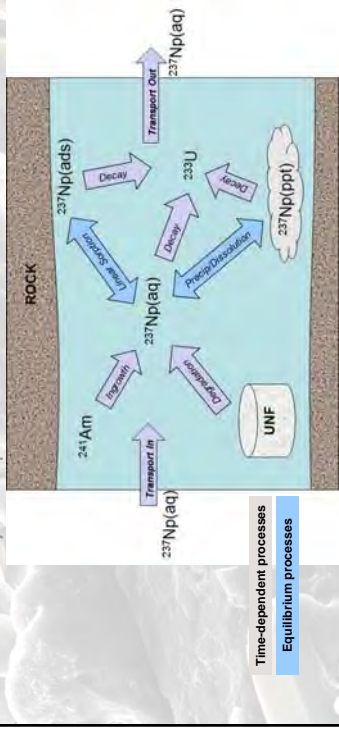 ROCK
²³⁷Np(ads)
Decay
Transport Out
²³⁷Np(aq)
Linear Sorption
²⁴¹Am
Ingrowth
²³⁷Np(aq)
Decay
²³³U
Transport In
²³⁷Np(aq)
Degradation
Precip/Dissolution
Decay
²³⁷Np(ppt)
UNF
Time-dependent processes
Equilibrium processes